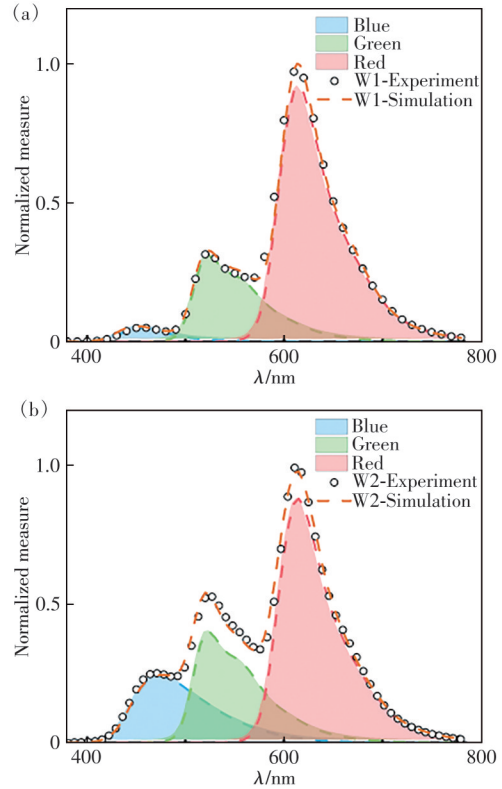 (a)
Blue
Green
Red
W1-Experiment
W1-Simulation
Normalized measure
1.0
0.5
0
400
600
800
λ/nm
(b)
Blue
Green
Red
W2-Experiment
W2-Simulation
Normalized measure
1.0
0.5
0
400
600
800
λ/nm